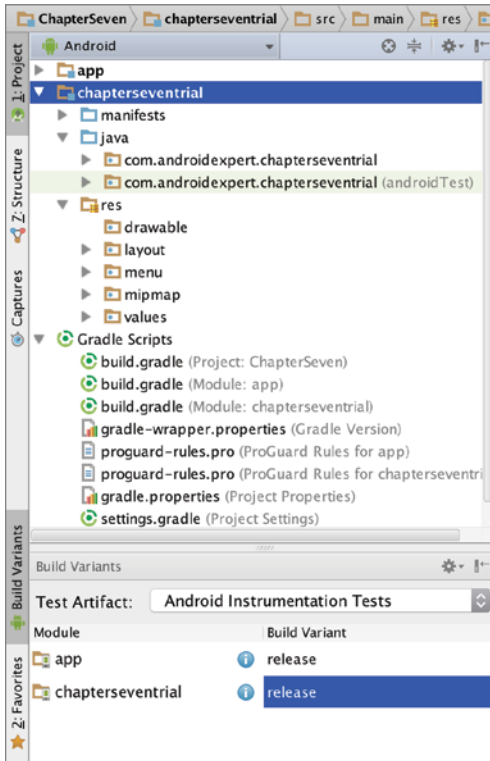 ChapterSeven chapterseventrial src main res
1: Project
Android
app
chapterseventrial
manifests
java
com.androidexpert.chapterseventrial
com.androidexpert.chapterseventrial (androidTest)
res
drawable
layout
menu
mipmap
values
Gradle Scripts
build.gradle (Project: ChapterSeven)
build.gradle (Module: app)
build.gradle (Module: chapterseventrial)
gradle-wrapper.properties (Gradle Version)
proguard-rules.pro (ProGuard Rules for app)
proguard-rules.pro (ProGuard Rules for chapterseventri
gradle.properties (Project Properties)
settings.gradle (Project Settings)
Z: Structure
Captures
Build Variants
2: Favorites
Build Variants
Test Artifact: Android Instrumentation Tests
Module Build Variant
app release
chapterseventrial release